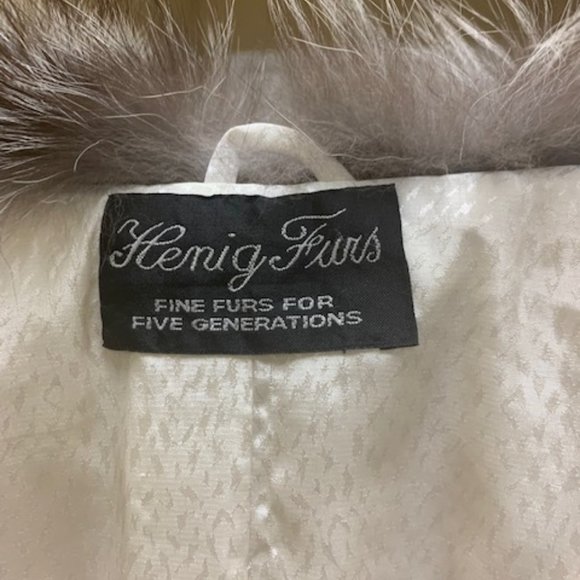 Henig Furs
FINE FURS FOR
FIVE GENERATIONS